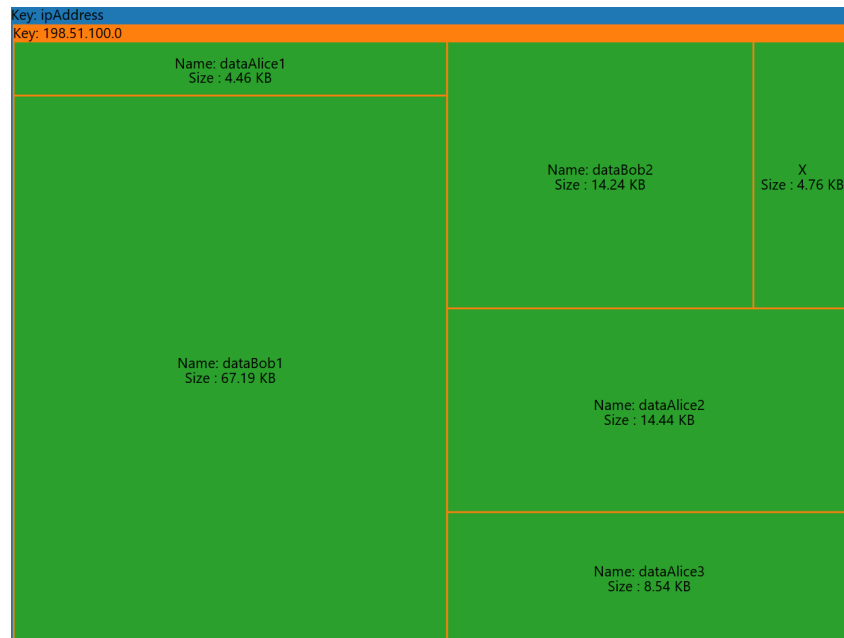 Key: ipAddress
Key: 198.51.100.0
Name: dataAlice1
Size : 4.46 KB
Name: dataBob2
Size : 14.24 KB
X
Size : 4.76 KB
Name: dataBob1
Size : 67.19 KB
Name: dataAlice2
Size : 14.44 KB
Name: dataAlice3
Size : 8.54 KB